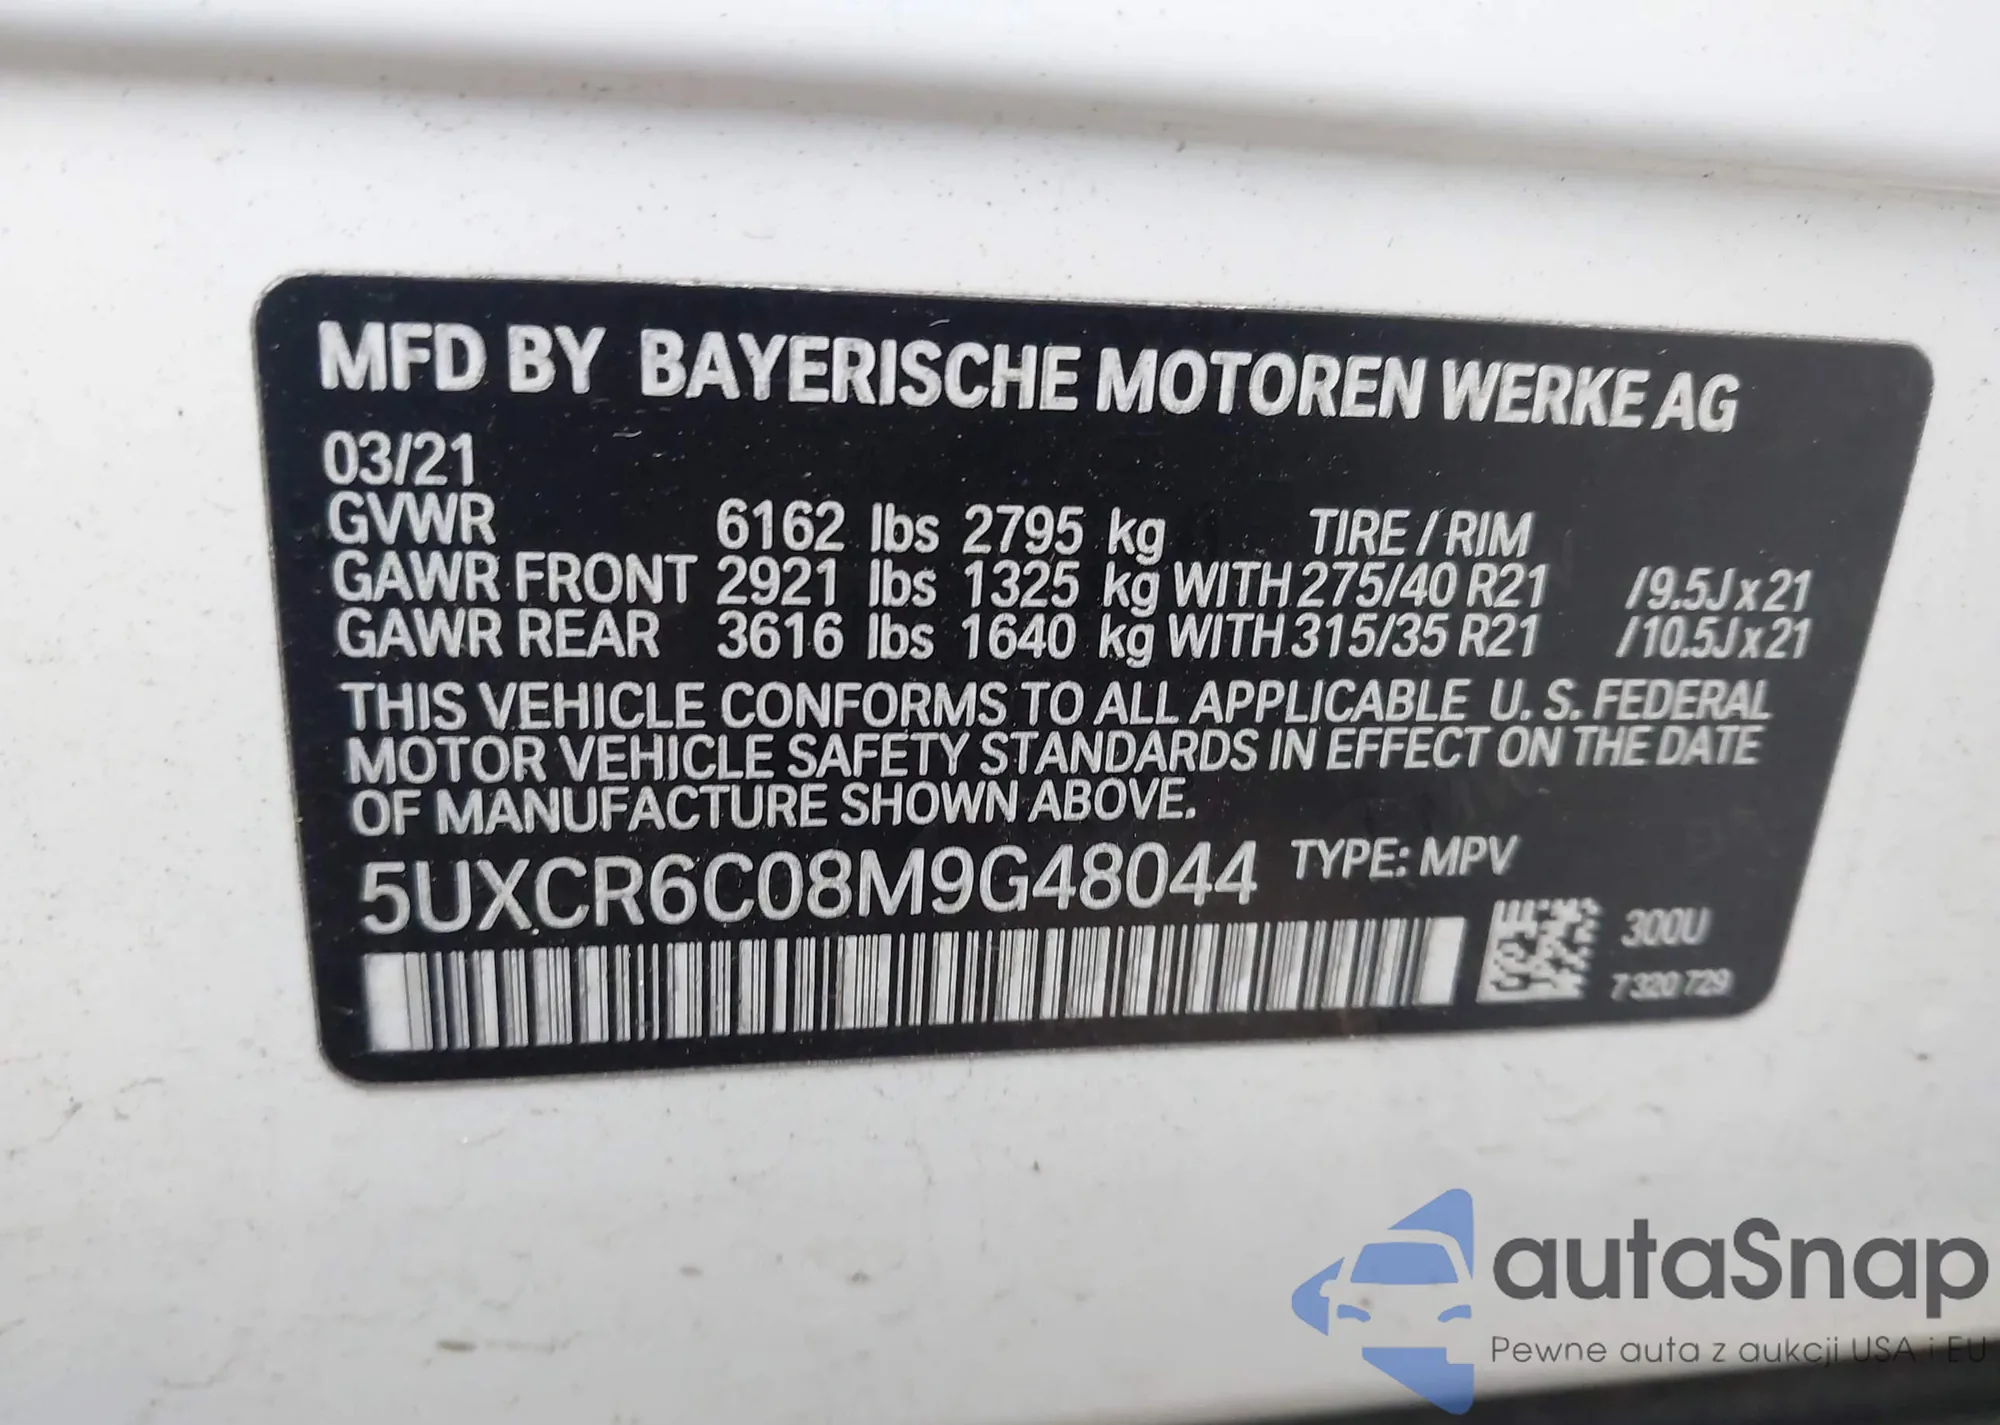 MFD BY BAYERISCHE MOTOREN WERKE AG
03/21
GVWR 6162 lbs 2795 kg TIRE / RIM
GAWR FRONT 2921 lbs 1325 kg WITH 275/40 R21 /9.5J x 21
GAWR REAR 3616 lbs 1640 kg WITH 315/35 R21 /10.5J x 21
THIS VEHICLE CONFORMS TO ALL APPLICABLE U. S. FEDERAL
MOTOR VEHICLE SAFETY STANDARDS IN EFFECT ON THE DATE
OF MANUFACTURE SHOWN ABOVE.
5UXCR6C08M9G48044 TYPE: MPV
300U
7 320 729
autaSnap
Pewne auta z aukcji USA i EU